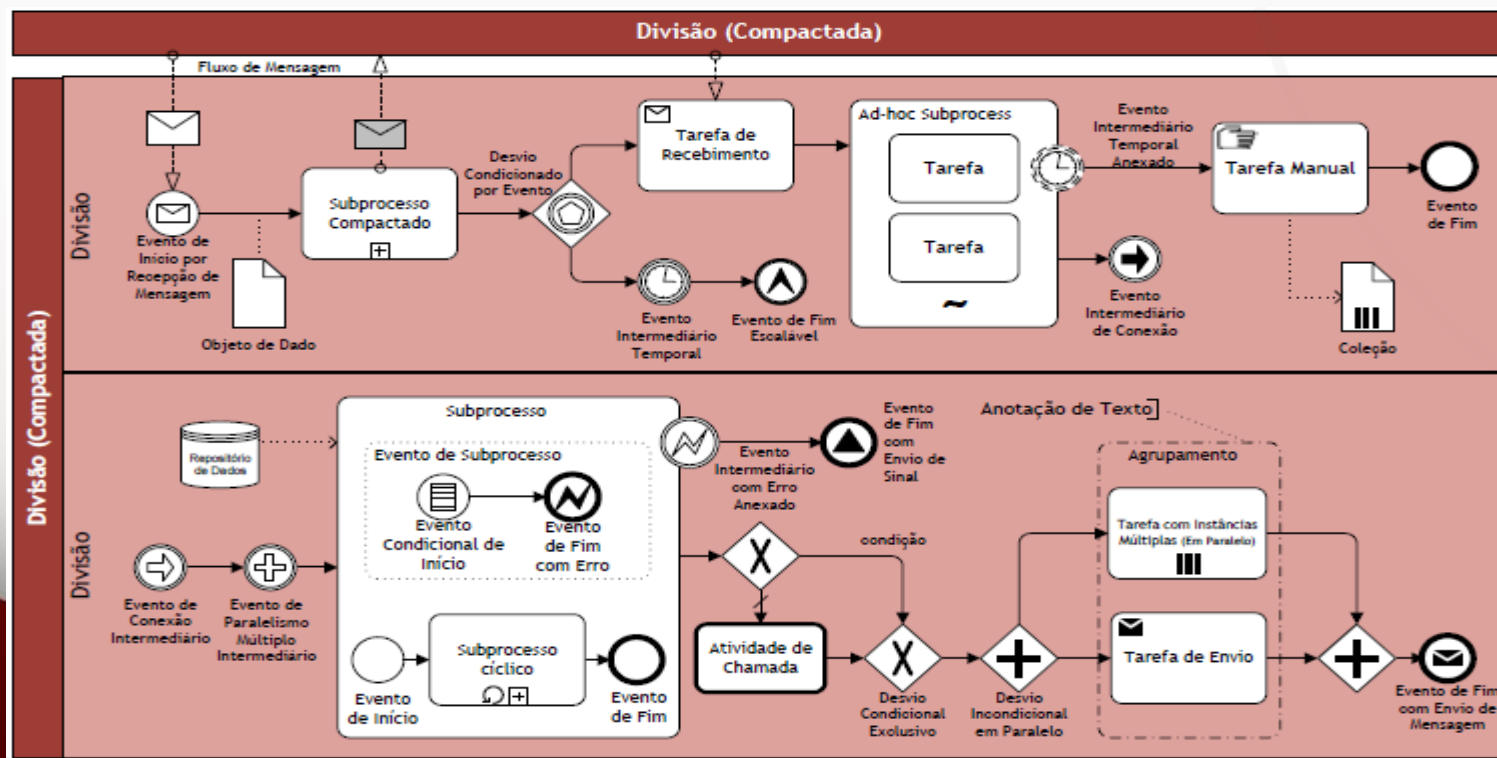 Divisão (Compactada)
Fluxo de Mensagem
Divisão (Compactada)
Divisão
Evento de
Início por
Recepção de
Mensagem
Objeto de Dado
Subprocesso
Compactado
Desvio
Condicionado
por Evento
Tarefa de
Recebimento
Evento
Intermediário
Temporal
Evento de Fim
Escalável
Ad-hoc Subprocess
Tarefa
Tarefa
~
Evento
Intermediário
Temporal
Anexado
Evento
Intermediário
de Conexão
Tarefa Manual
Coleção
Evento
de Fim
Divisão
Repositório
de Dados
Evento de
Conexão
Intermediário
Evento de
Paralelismo
Múltiplo
Intermediário
Subprocesso
Evento de Subprocesso
Evento
Condicional de
Início
Evento
de Fim
com Erro
Evento
de Início
Subprocesso
cíclico
Evento
de Fim
Evento
Intermediário
com Erro
Anexado
Evento
de Fim
com
Envio de
Sinal
X
condição
Atividade de
Chamada
X
Desvio
Condicional
Exclusivo
Desvio
Incondicional
em Paralelo
Anotação de Texto
Agrupamento
Tarefa com Instâncias
Múltiplas (Em Paralelo)
Tarefa de Envio
Evento de Fim
com Envio de
Mensagem